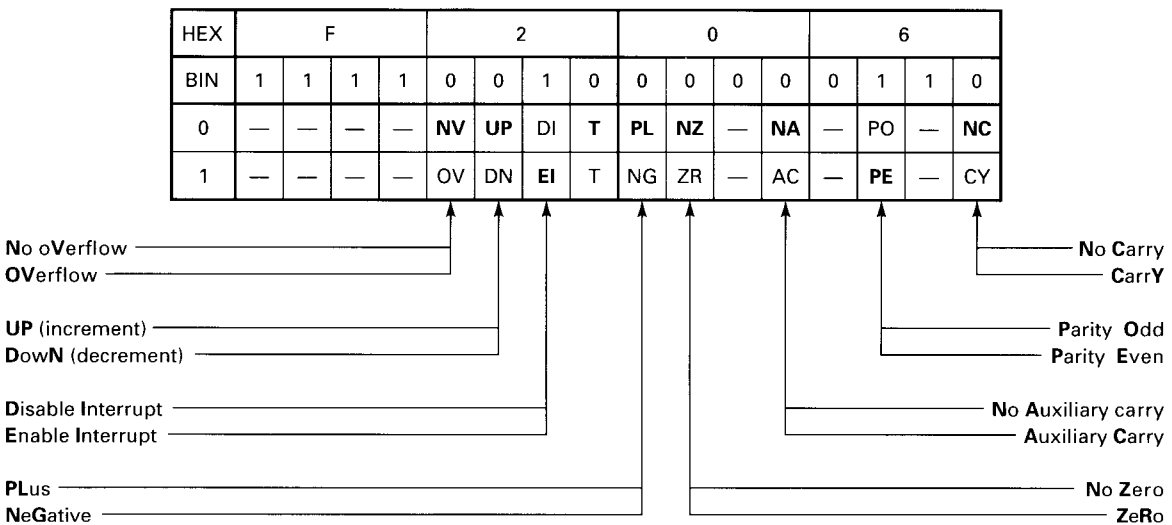 HEX F 2 0 6
BIN 1 1 1 1 0 0 1 0 0 0 0 0 0 1 1 0
0 — — — — NV UP DI T PL NZ — NA — PO — NC
1 — — — — OV DN EI T NG ZR — AC — PE — CY
No oVerflow
OVerflow
No Carry
CarrY
UP (increment)
DowN (decrement)
Parity Odd
Parity Even
Disable Interrupt
Enable Interrupt
No Auxiliary carry
Auxiliary Carry
PLus
NeGative
No Zero
ZeRo